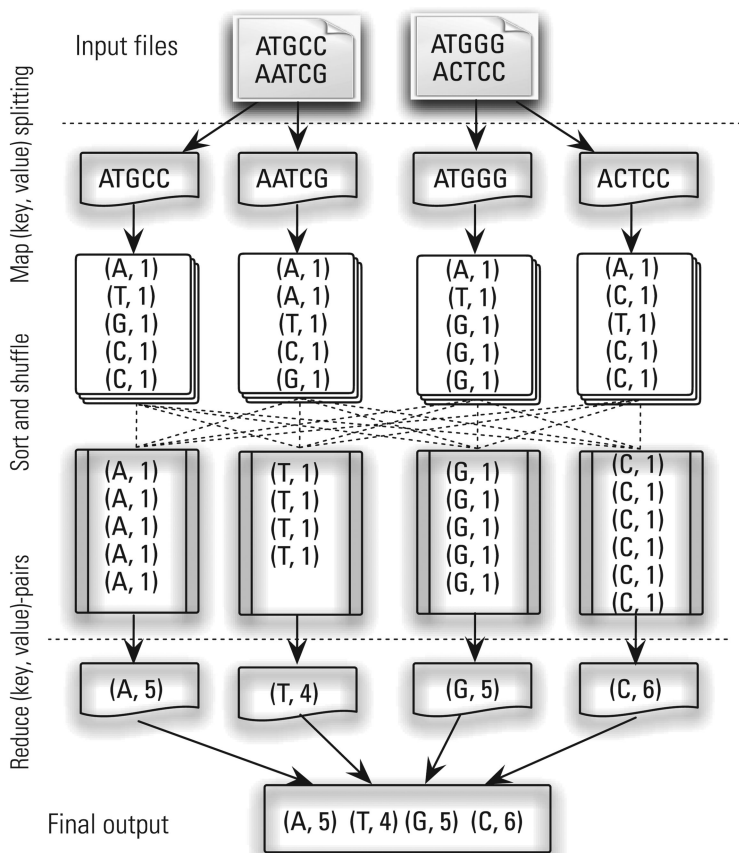 Input files
ATGCC
AATCG
ATGGG
ACTCC
Map (key, value) splitting
ATGCC
AATCG
ATGGG
ACTCC
(A, 1)
(T, 1)
(G, 1)
(C, 1)
(C, 1)
(A, 1)
(A, 1)
(T, 1)
(C, 1)
(G, 1)
(A, 1)
(T, 1)
(G, 1)
(G, 1)
(G, 1)
(A, 1)
(C, 1)
(T, 1)
(C, 1)
(C, 1)
Sort and shuffle
(A, 1)
(A, 1)
(A, 1)
(A, 1)
(A, 1)
(T, 1)
(T, 1)
(T, 1)
(T, 1)
(G, 1)
(G, 1)
(G, 1)
(G, 1)
(G, 1)
(C, 1)
(C, 1)
(C, 1)
(C, 1)
(C, 1)
(C, 1)
Reduce (key, value)-pairs
(A, 5)
(T, 4)
(G, 5)
(C, 6)
Final output
(A, 5) (T, 4) (G, 5) (C, 6)